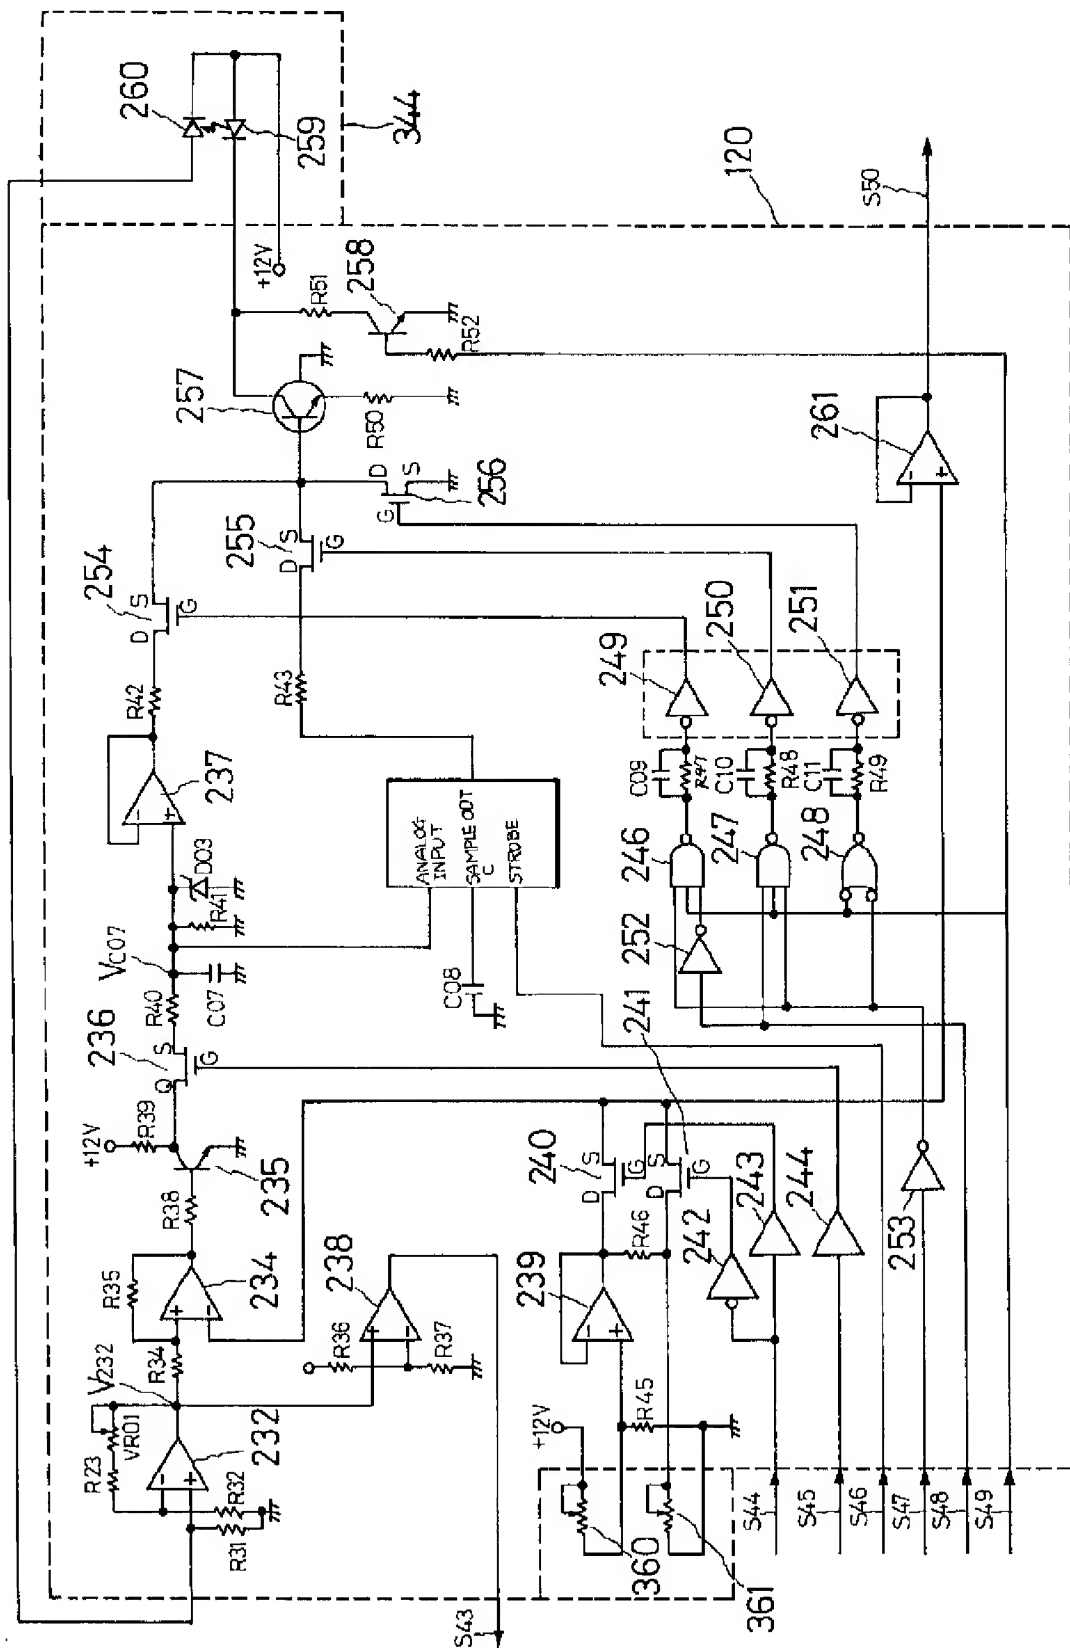 260
259
344
+12V
120
S50
R51
258
R52
257
R50
D
S
G
256
261
254
D
S
G
255
D
S
G
R42
R43
237
D03
R41
VC07
C07
R40
236
Q
S
G
ANALOG INPUT
SAMPLE ODT
C
STROBE
C08
249
250
251
C09
R47
C10
R48
C11
R49
246
247
248
252
253
+12V
R39
235
R38
R35
234
R34
V232
VR01
R23
232
R32
R31
238
R36
R37
S43
240
241
D
S
G
D
S
G
R46
239
242
243
244
R45
+12V
360
361
S44
S45
S46
S47
S48
S49